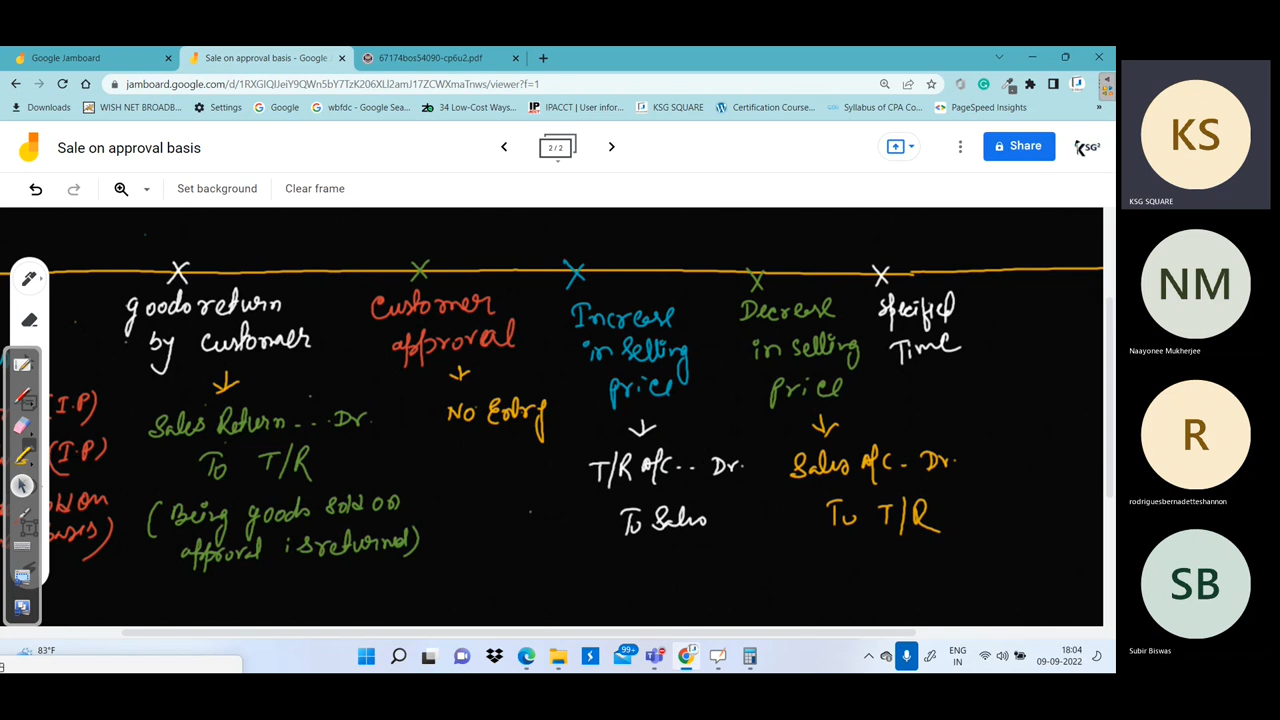 Google Jamboard
Sale on approval basis - Google
67174bos54090-cp6u2.pdf
jamboard.google.com/d/1RXGlQIJeiY9QWn5bY7TzK206XLl2amJ17ZCWXmaTnws/viewer?f=1
Downloads
WISH NET BROADB...
Settings
Google
wbfdc - Google Sea...
34 Low-Cost Ways...
IPACCT | User infor...
KSG SQUARE
Certification Course...
Syllabus of CPA Co...
PageSpeed Insights
Sale on approval basis
2 / 2
Share
KSG²
Set background
Clear frame
goods return
by customer
Sales Return ... Dr.
To T/R
(Being goods sold on
approval is returned)
Customer
approval
No Entry
Increase
in selling
price
T/R A/C... Dr.
To Sales
Decrease
in selling
price
Sales A/C. Dr.
To T/R
Specified
Time
(I.P)
(I.P)
KS
KSG SQUARE
NM
Naayonee Mukherjee
R
rodriguesbernadetteshannon
SB
Subir Biswas
83°F
99+
ENG
IN
18:04
09-09-2022